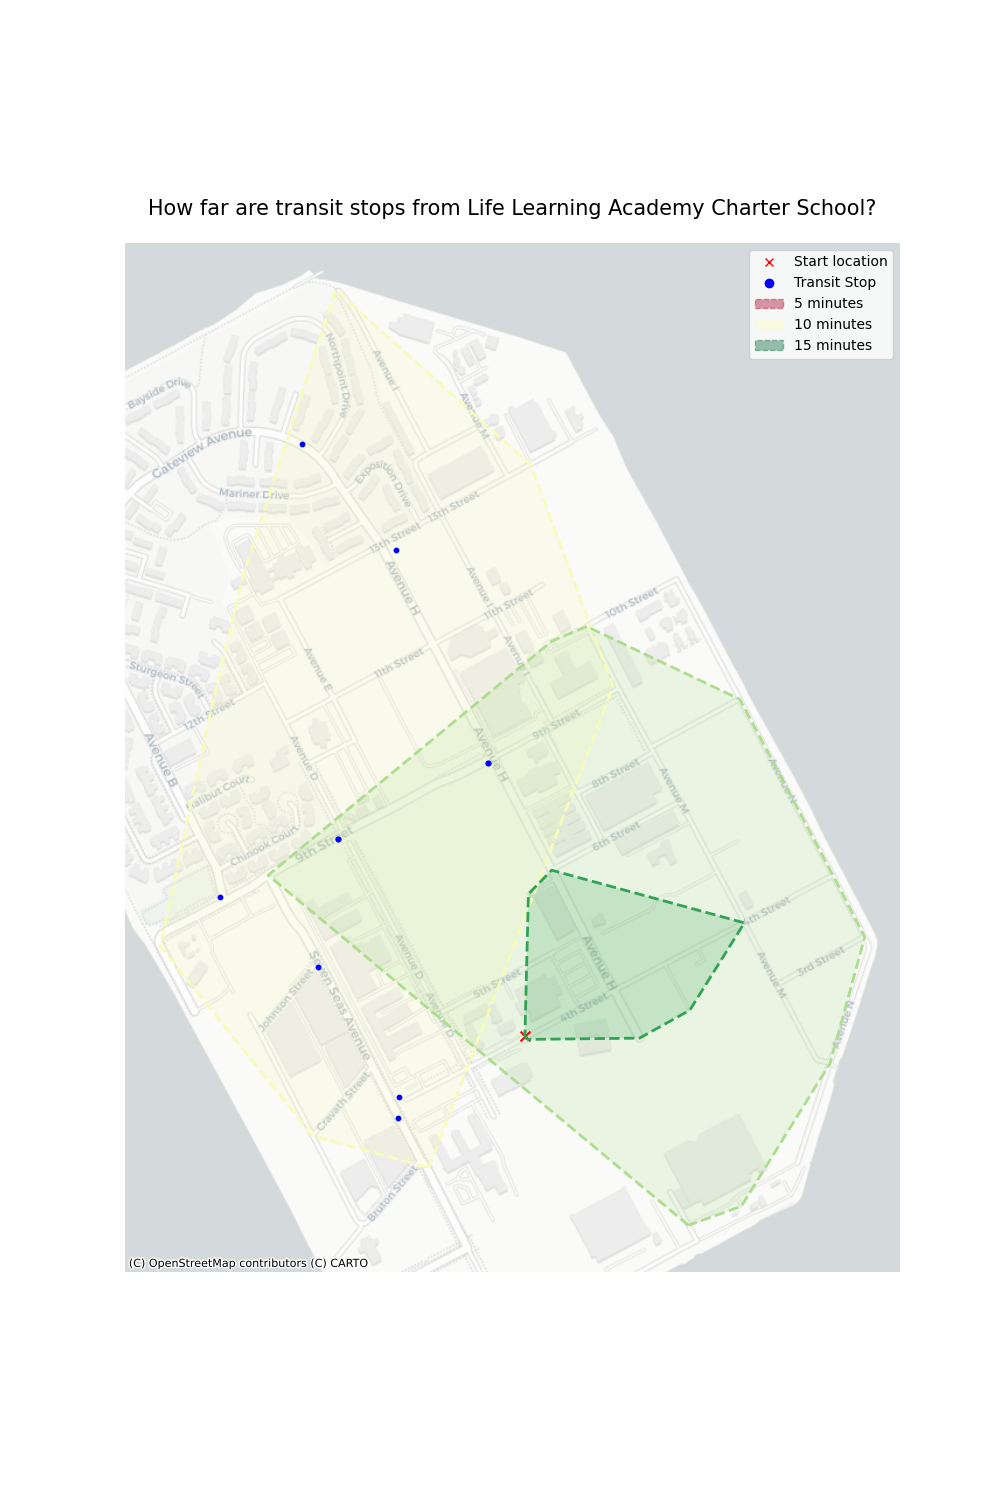 How far are transit stops from Life Learning Academy Charter School?
Start location
Transit Stop
5 minutes
10 minutes
15 minutes
Northpoint Drive
Avenue I
Bayside Drive
Avenue M
Gateview Avenue
Exposition Drive
Mariner Drive
13th Street
13th Street
Avenue H
Avenue I
11th Street
10th Street
11th Street
Avenue I
Avenue E
Sturgeon Street
12th Street
9th Street
Avenue H
Avenue B
Avenue D
8th Street
Avenue M
Avenue N
Malibut Court
6th Street
Chinook Court
9th Street
4th Street
Avenue D
Avenue H
3rd Street
Avenue M
5th Street
Seven Seas Avenue
Johnson Street
4th Street
Avenue D
Avenue N
Cravath Street
Bruton Street
(C) OpenStreetMap contributors (C) CARTO